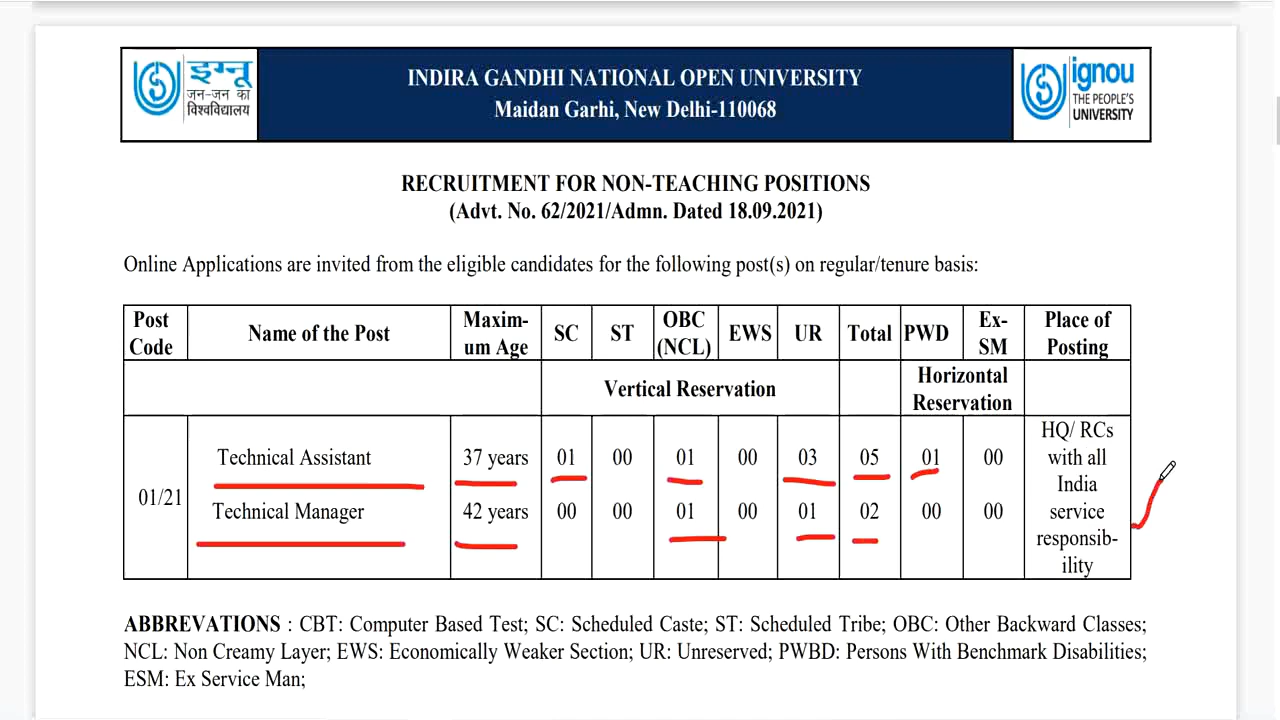 इग्नू
जन-जन का
विश्वविद्यालय
INDIRA GANDHI NATIONAL OPEN UNIVERSITY
Maidan Garhi, New Delhi-110068
ignou
THE PEOPLE'S
UNIVERSITY
RECRUITMENT FOR NON-TEACHING POSITIONS
(Advt. No. 62/2021/Admn. Dated 18.09.2021)
Online Applications are invited from the eligible candidates for the following post(s) on regular/tenure basis:
Post Code Name of the Post Maxim-um Age SC ST OBC (NCL) EWS UR Total PWD Ex-SM Place of Posting
Vertical Reservation Horizontal Reservation
01/21
Technical Assistant 37 years 01 00 01 00 03 05 01 00
Technical Manager 42 years 00 00 01 00 01 02 00 00
HQ/ RCs
with all
India
service
responsib-
ility
ABBREVATIONS : CBT: Computer Based Test; SC: Scheduled Caste; ST: Scheduled Tribe; OBC: Other Backward Classes;
NCL: Non Creamy Layer; EWS: Economically Weaker Section; UR: Unreserved; PWBD: Persons With Benchmark Disabilities;
ESM: Ex Service Man;